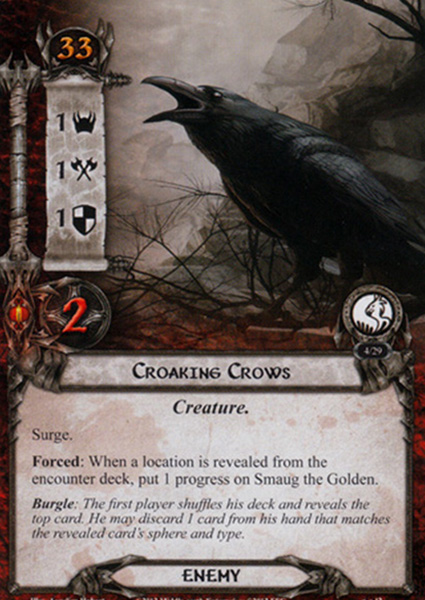 33
1
1
1
2
4/29
CROAKING CROWS
Creature.
Surge.
Forced: When a location is revealed from the
encounter deck, put 1 progress on Smaug the Golden.
Burgle: The first player shuffles his deck and reveals the
top card. He may discard 1 card from his hand that matches
the revealed card's sphere and type.
ENEMY